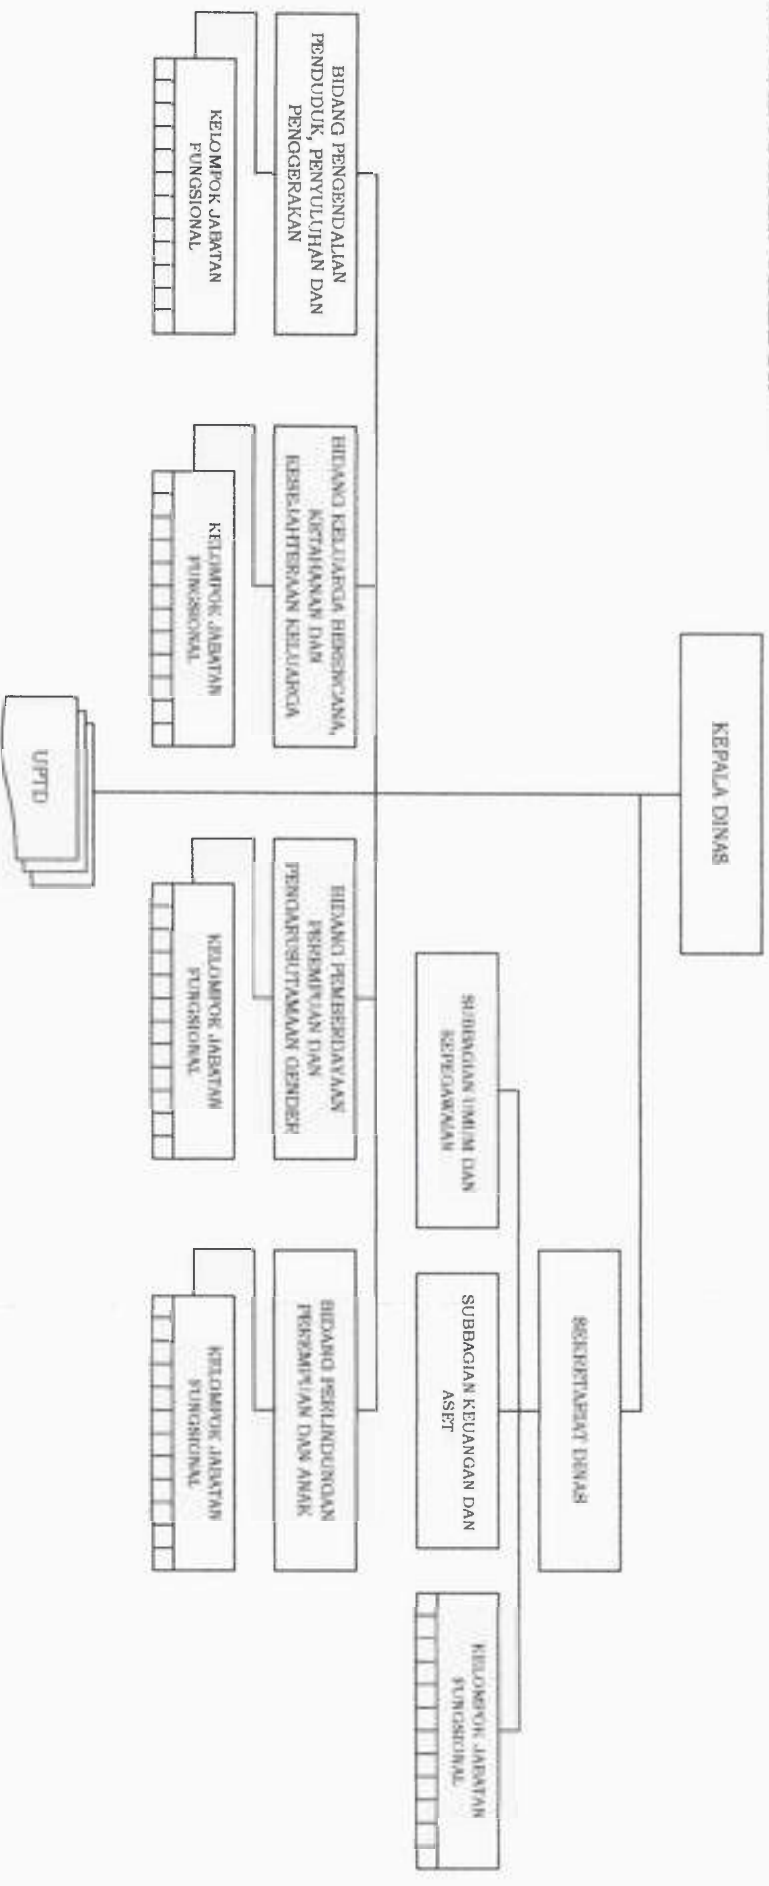 KEPALA DINAS
SEKRETARIAT DINAS
SUBBAGIAN UMUM DAN
KEPEGAWAIAN
SUBBAGIAN KEUANGAN DAN
ASET
KELOMPOK JABATAN
FUNGSIONAL
BIDANG PENGENDALIAN
PENDUDUK, PENYULUHAN DAN
PENGGERAKAN
BIDANG KELUARGA BERENCANA,
KETAHANAN DAN
KESEJAHTERAAN KELUARGA
BIDANG PEMBERDAYAAN
PEREMPUAN DAN
PENGARUSUTAMAAN GENDER
BIDANG PERLINDUNGAN
PEREMPUAN DAN ANAK
KELOMPOK JABATAN
FUNGSIONAL
KELOMPOK JABATAN
FUNGSIONAL
KELOMPOK JABATAN
FUNGSIONAL
KELOMPOK JABATAN
FUNGSIONAL
UPTD